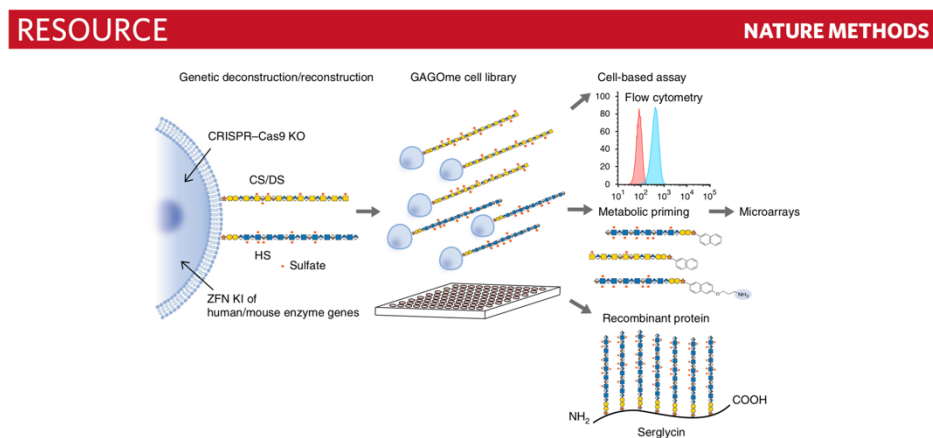 RESOURCE
NATURE METHODS
Genetic deconstruction/reconstruction
GAGOme cell library
Cell-based assay
Flow cytometry
100
80
60
40
20
0
10¹ 10² 10³ 10⁴ 10⁵
CRISPR–Cas9 KO
CS/DS
HS
Sulfate
ZFN KI of
human/mouse enzyme genes
Metabolic priming
Microarrays
NH₂
Recombinant protein
NH₂
COOH
Serglycin